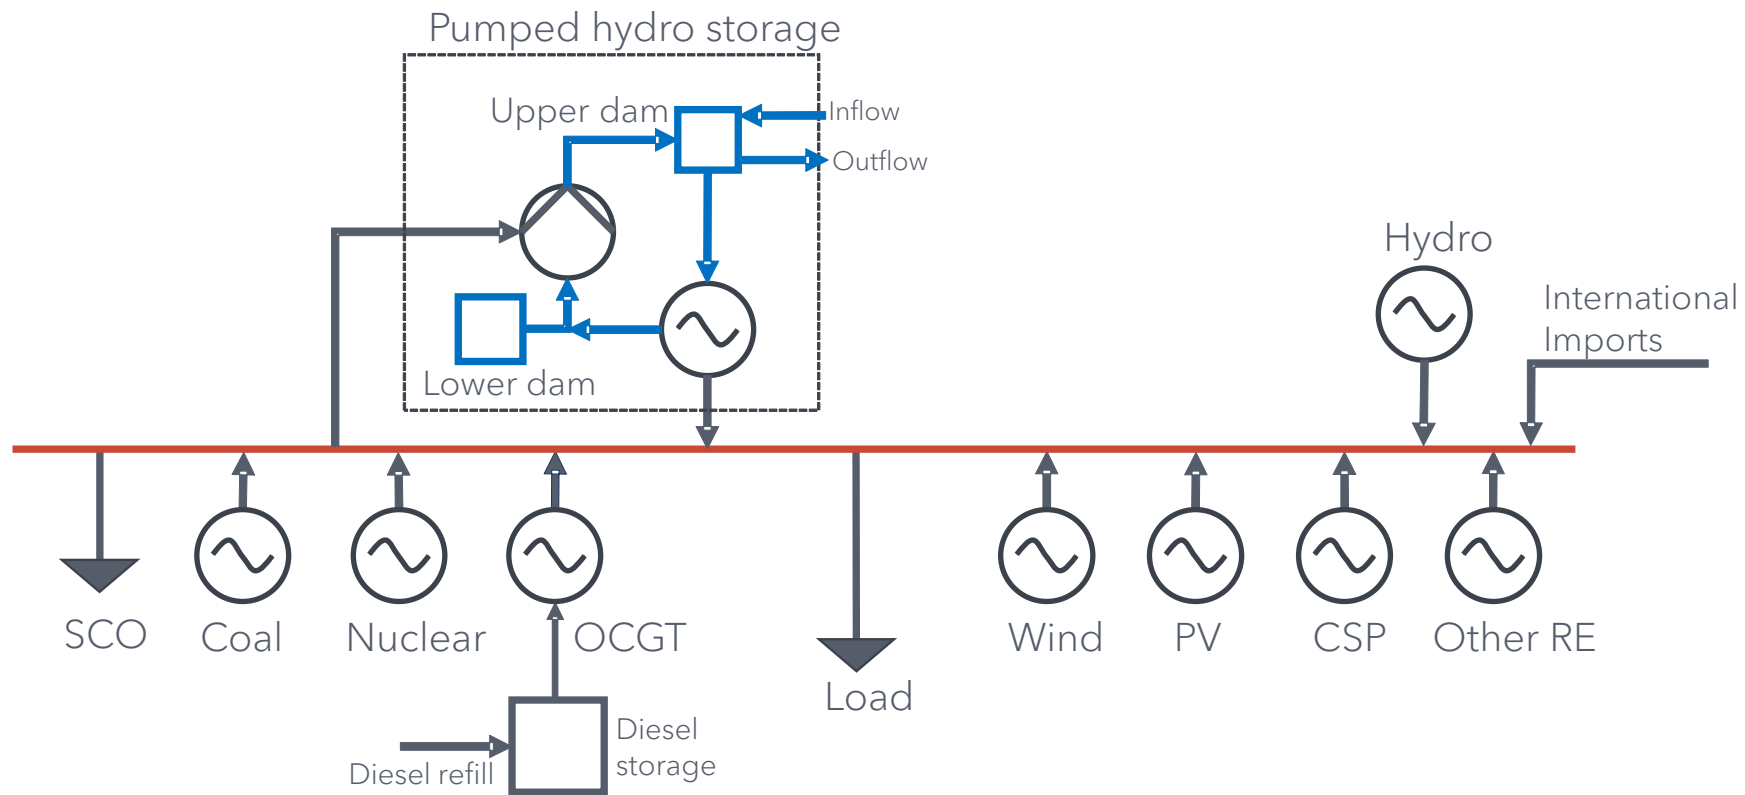 Pumped hydro storage
Upper dam
Inflow
Outflow
Lower dam
Hydro
International
Imports
SCO
Coal
Nuclear
OCGT
Load
Wind
PV
CSP
Other RE
Diesel
storage
Diesel refill